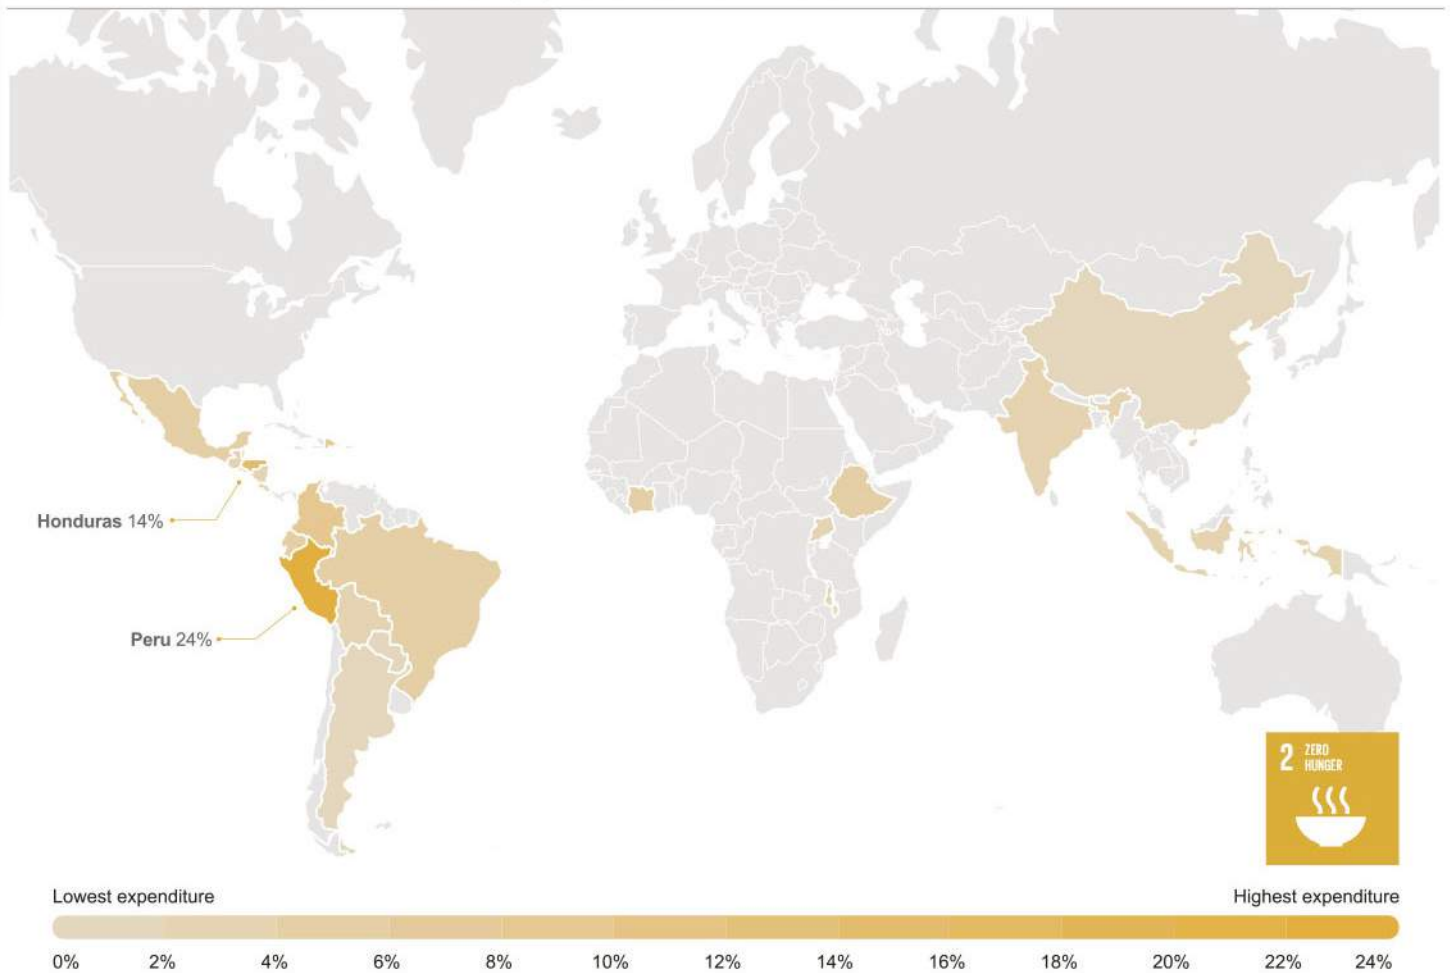 Honduras 14%
Peru 24%
2 ZERO
HUNGER
Lowest expenditure Highest expenditure
0% 2% 4% 6% 8% 10% 12% 14% 16% 18% 20% 22% 24%